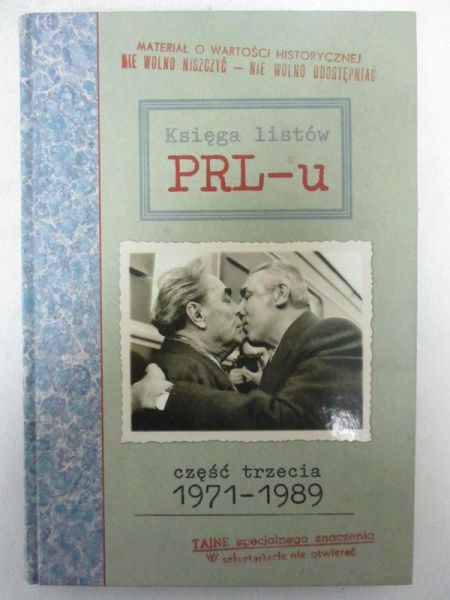 MATERIAŁ O WARTOŚCI HISTORYCZNEJ
NIE WOLNO NISZCZYĆ — NIE WOLNO UDOSTĘPNIAĆ
Księga listów
PRL-u
część trzecia
1971-1989
TAJNE specjalnego znaczenia
W sekretariacie nie otwierać